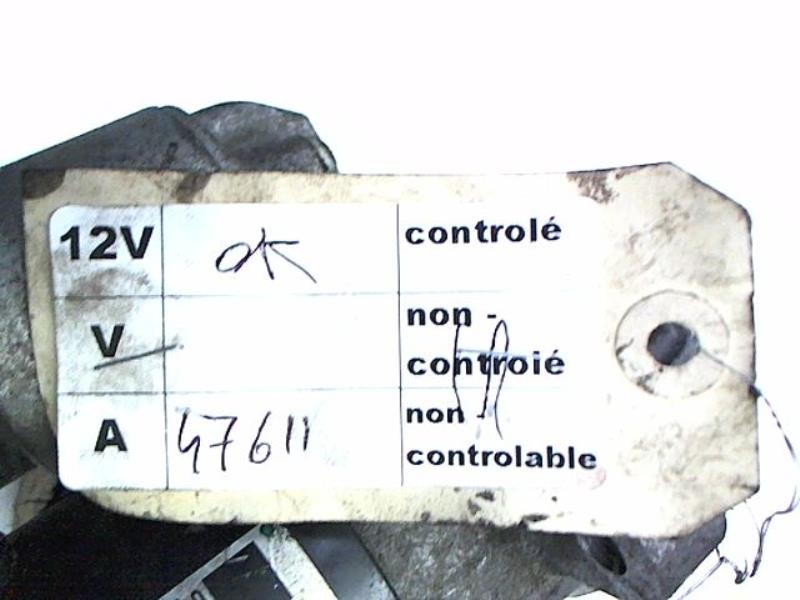 12V OK controlé
V non -
controié
A 47611 non -
controlable